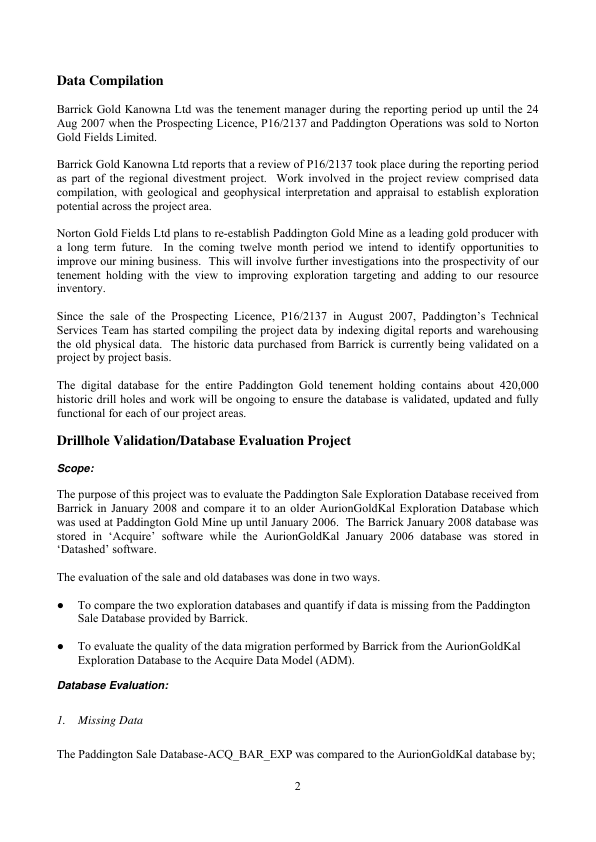 Data Compilation
Barrick Gold Kanowna Ltd was the tenement manager during the reporting period up until the 24
Aug 2007 when the Prospecting Licence, P16/2137 and Paddington Operations was sold to Norton
Gold Fields Limited.
Barrick Gold Kanowna Ltd reports that a review of P16/2137 took place during the reporting period
as part of the regional divestment project. Work involved in the project review comprised data
compilation, with geological and geophysical interpretation and appraisal to establish exploration
potential across the project area.
Norton Gold Fields Ltd plans to re-establish Paddington Gold Mine as a leading gold producer with
a long term future. In the coming twelve month period we intend to identify opportunities to
improve our mining business. This will involve further investigations into the prospectivity of our
tenement holding with the view to improving exploration targeting and adding to our resource
inventory.
Since the sale of the Prospecting Licence, P16/2137 in August 2007, Paddington's Technical
Services Team has started compiling the project data by indexing digital reports and warehousing
the old physical data. The historic data purchased from Barrick is currently being validated on a
project by project basis.
The digital database for the entire Paddington Gold tenement holding contains about 420,000
historic drill holes and work will be ongoing to ensure the database is validated, updated and fully
functional for each of our project areas.
Drillhole Validation/Database Evaluation Project
Scope:
The purpose of this project was to evaluate the Paddington Sale Exploration Database received from
Barrick in January 2008 and compare it to an older AurionGoldKal Exploration Database which
was used at Paddington Gold Mine up until January 2006. The Barrick January 2008 database was
stored in 'Acquire' software while the AurionGoldKal January 2006 database was stored in
'Datashed' software.
The evaluation of the sale and old databases was done in two ways.
● To compare the two exploration databases and quantify if data is missing from the Paddington
Sale Database provided by Barrick.
● To evaluate the quality of the data migration performed by Barrick from the AurionGoldKal
Exploration Database to the Acquire Data Model (ADM).
Database Evaluation:
1. Missing Data
The Paddington Sale Database-ACQ_BAR_EXP was compared to the AurionGoldKal database by;
2